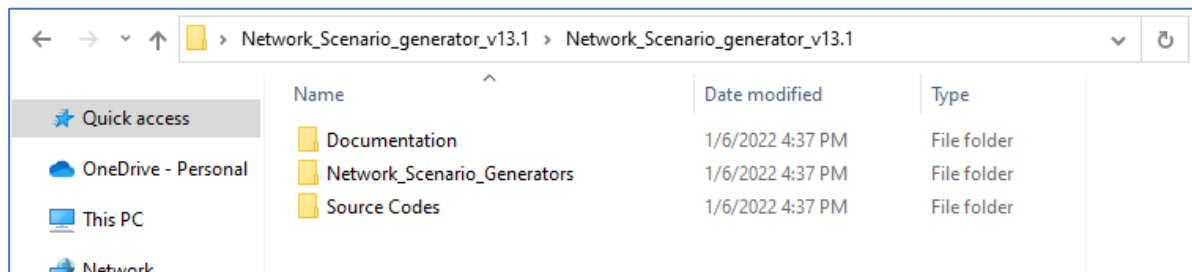 Network_Scenario_generator_v13.1 > Network_Scenario_generator_v13.1
Name Date modified Type
Quick access
Documentation 1/6/2022 4:37 PM File folder
OneDrive - Personal
Network_Scenario_Generators 1/6/2022 4:37 PM File folder
Source Codes 1/6/2022 4:37 PM File folder
This PC
Network